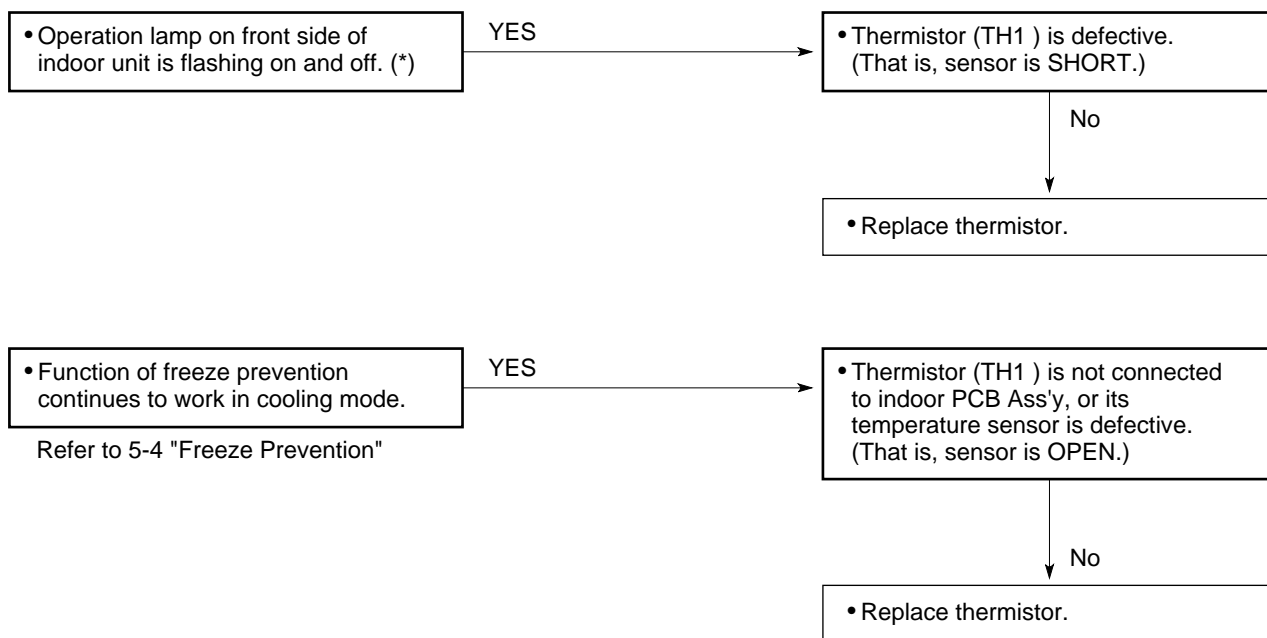 • Operation lamp on front side of
indoor unit is flashing on and off. (*)
YES
• Thermistor (TH1 ) is defective.
(That is, sensor is SHORT.)
No
• Replace thermistor.
• Function of freeze prevention
continues to work in cooling mode.
Refer to 5-4 "Freeze Prevention"
YES
• Thermistor (TH1 ) is not connected
to indoor PCB Ass'y, or its
temperature sensor is defective.
(That is, sensor is OPEN.)
No
• Replace thermistor.